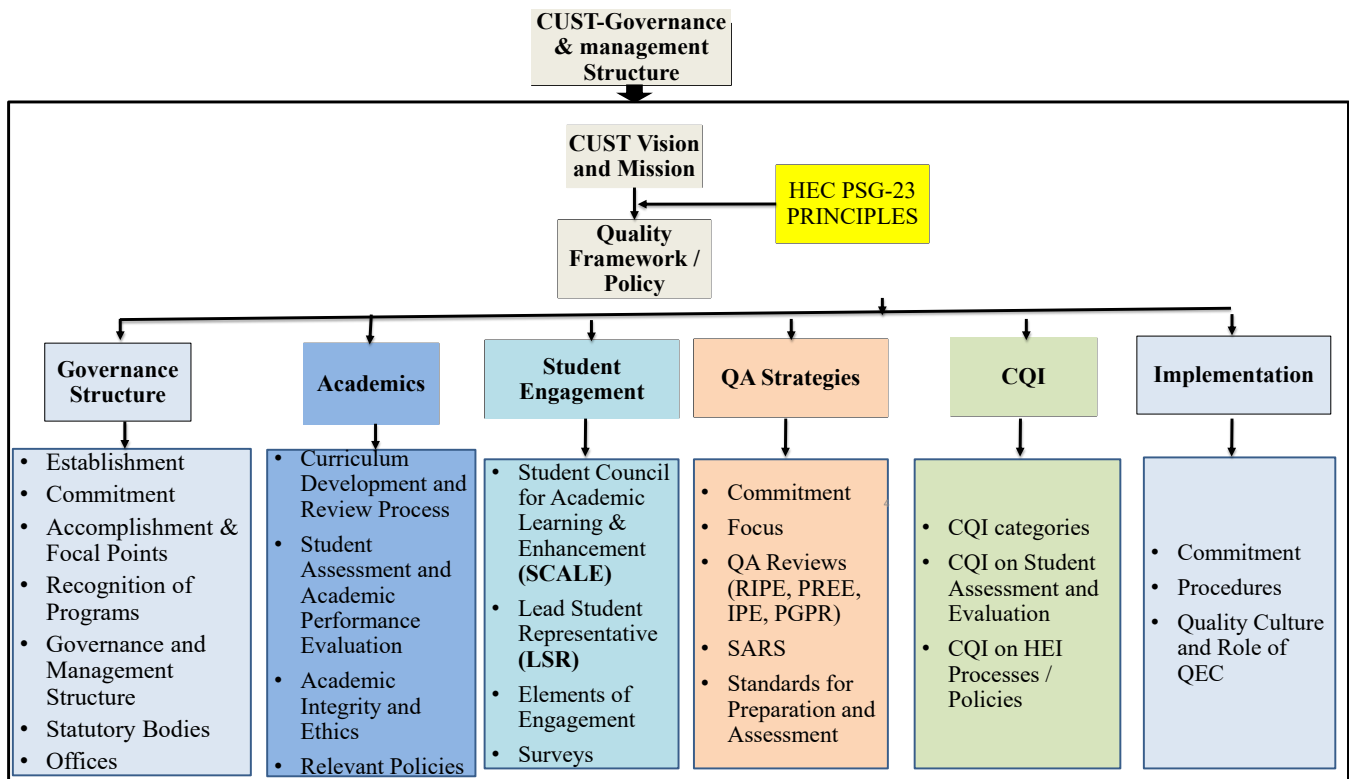 CUST-Governance
& management
Structure
CUST Vision
and Mission
HEC PSG-23
PRINCIPLES
Quality
Framework /
Policy
Governance
Structure
Academics
Student
Engagement
QA Strategies
CQI
Implementation
• Establishment
• Commitment
• Accomplishment &
Focal Points
• Recognition of
Programs
• Governance and
Management
Structure
• Statutory Bodies
• Offices
• Curriculum
Development and
Review Process
• Student
Assessment and
Academic
Performance
Evaluation
• Academic
Integrity and
Ethics
• Relevant Policies
• Student Council
for Academic
Learning &
Enhancement
(SCALE)
• Lead Student
Representative
(LSR)
• Elements of
Engagement
• Surveys
• Commitment
• Focus
• QA Reviews
(RIPE, PREE,
IPE, PGPR)
• SARS
• Standards for
Preparation and
Assessment
• CQI categories
• CQI on Student
Assessment and
Evaluation
• CQI on HEI
Processes /
Policies
• Commitment
• Procedures
• Quality Culture
and Role of
QEC